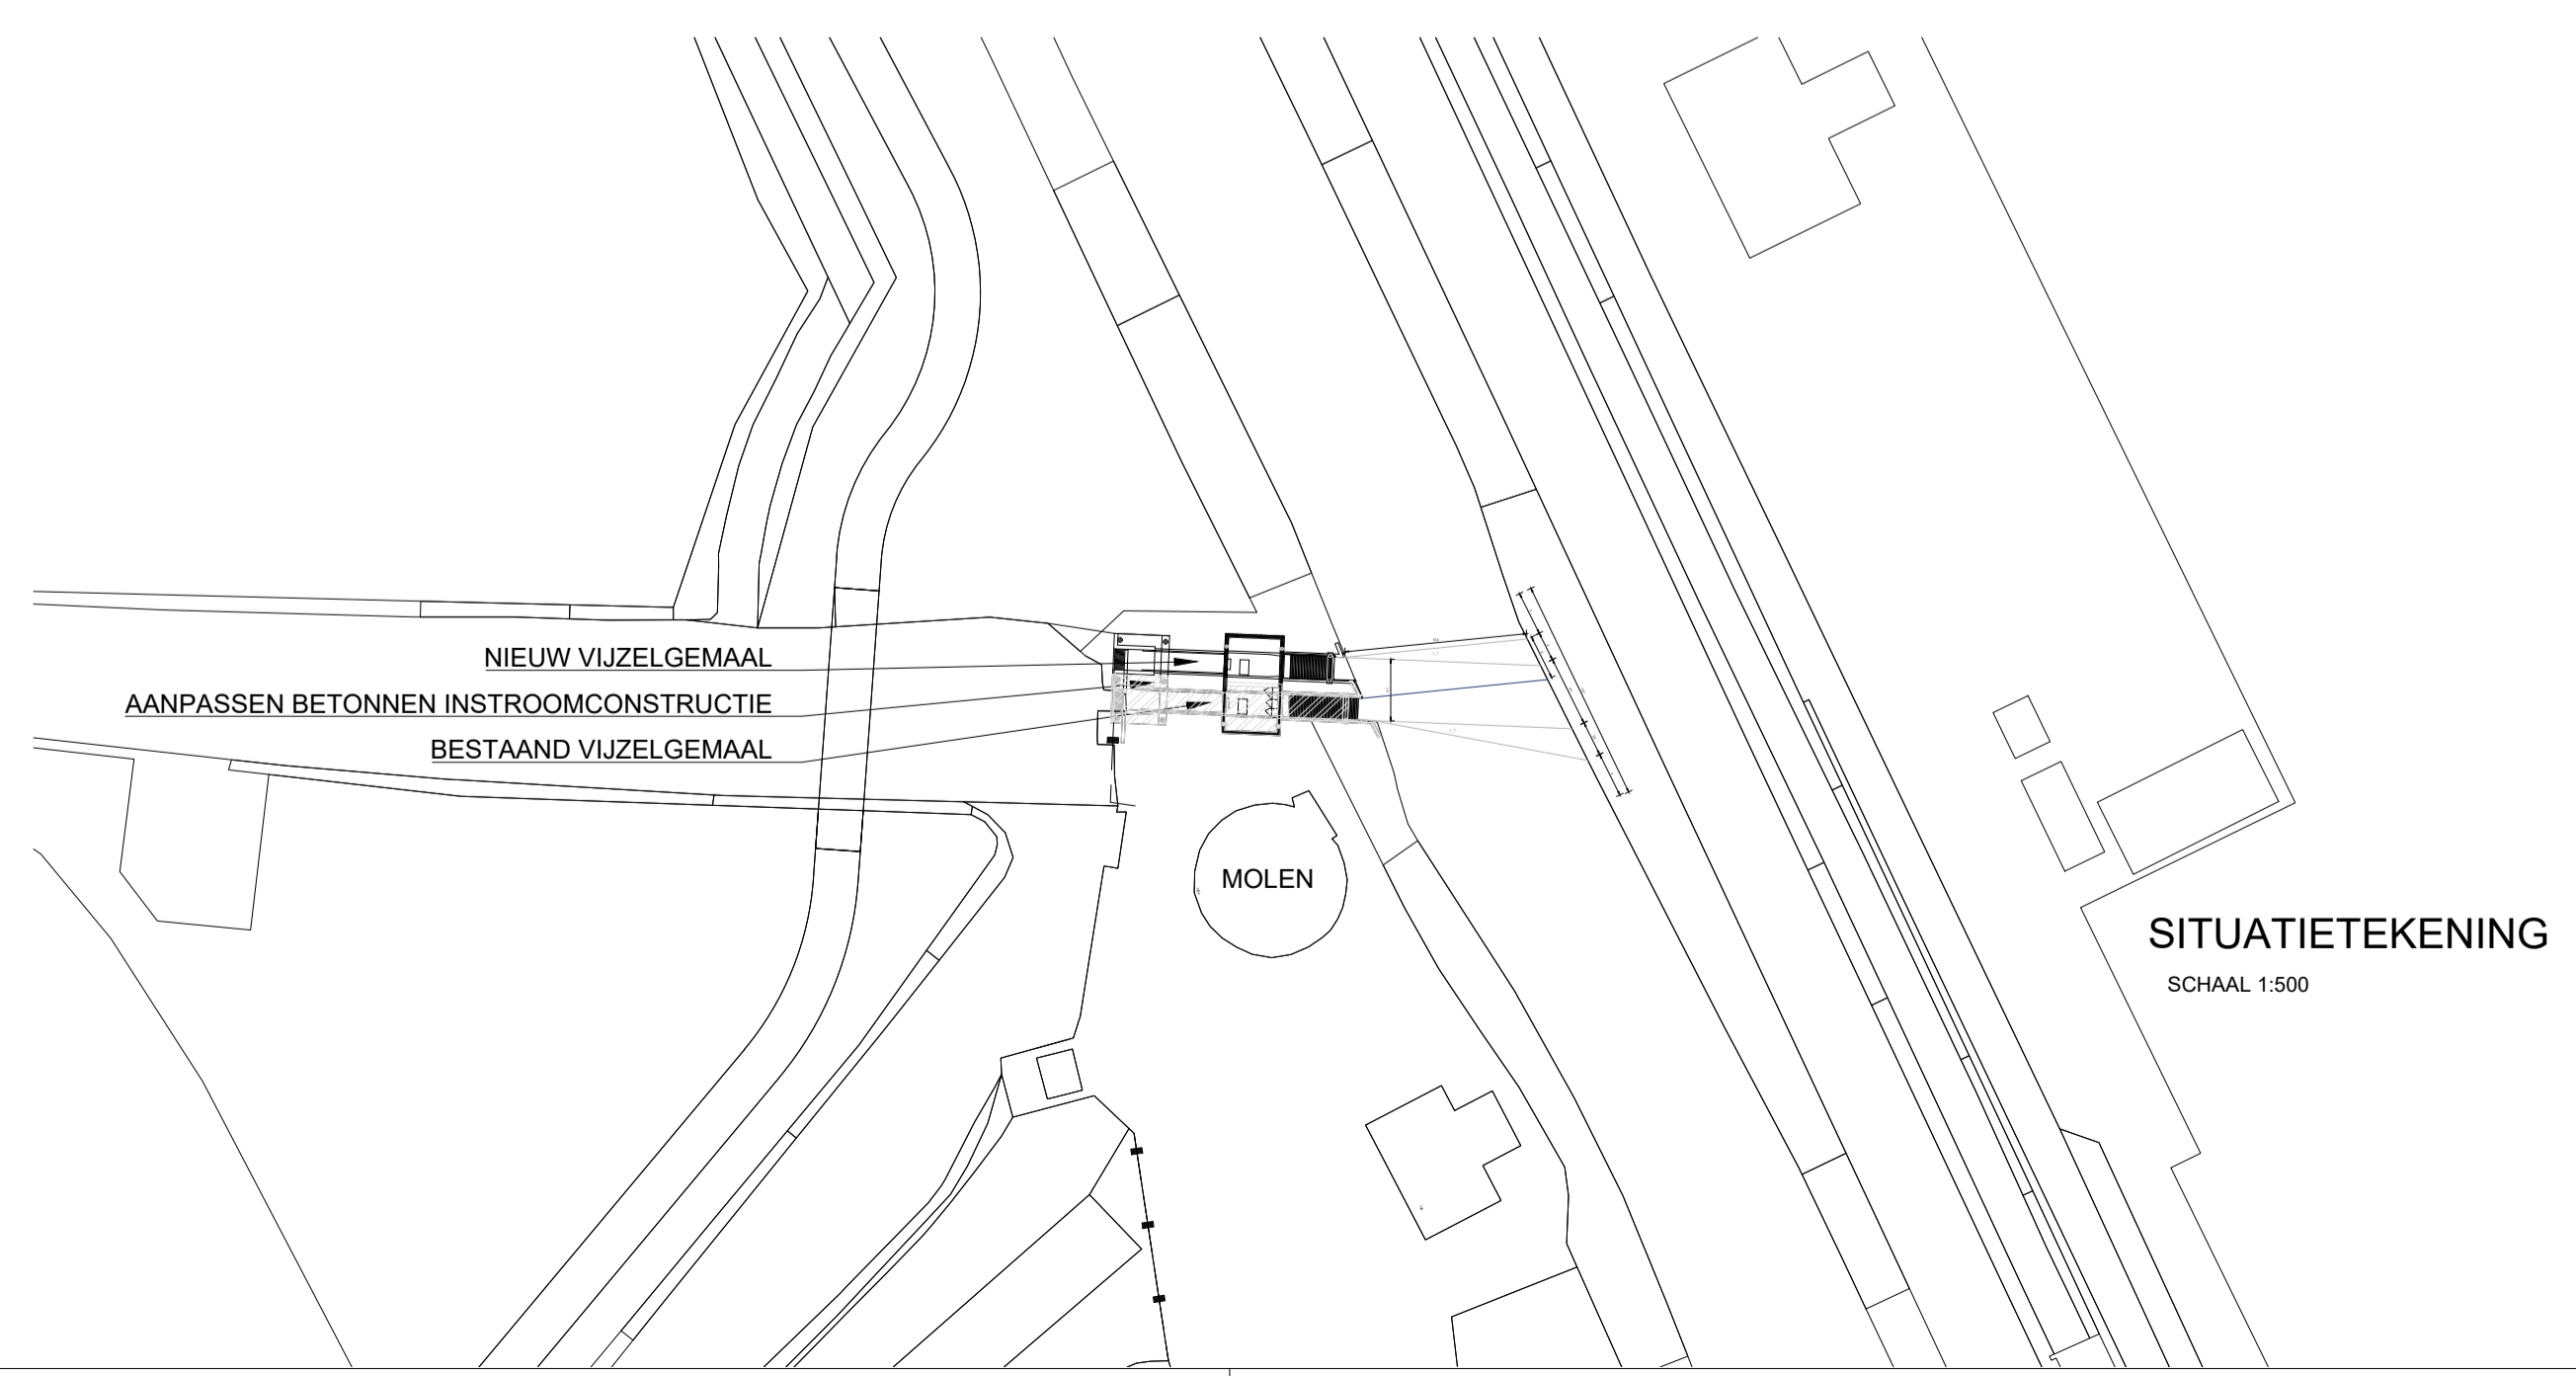 NIEUW VIJZELGEMAAL
AANPASSEN BETONNEN INSTROOMCONSTRUCTIE
BESTAAND VIJZELGEMAAL
MOLEN
SITUATIETEKENING
SCHAAL 1:500